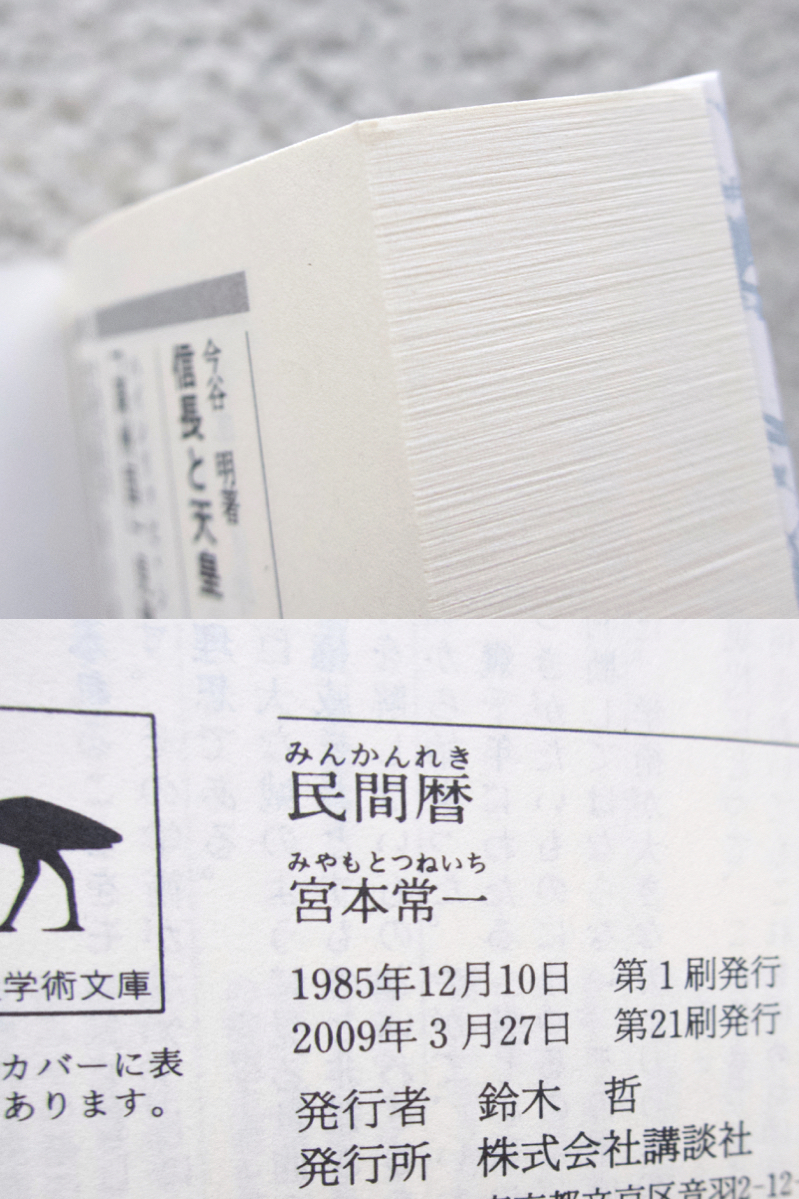 今谷 明著
信長と天皇
みんかんれき
民間暦
みやもとつねいち
宮本常一
1985年12月10日 第1刷発行
2009年3月27日 第21刷発行
発行者 鈴木 哲
発行所 株式会社講談社
学術文庫
カバーに表
あります。